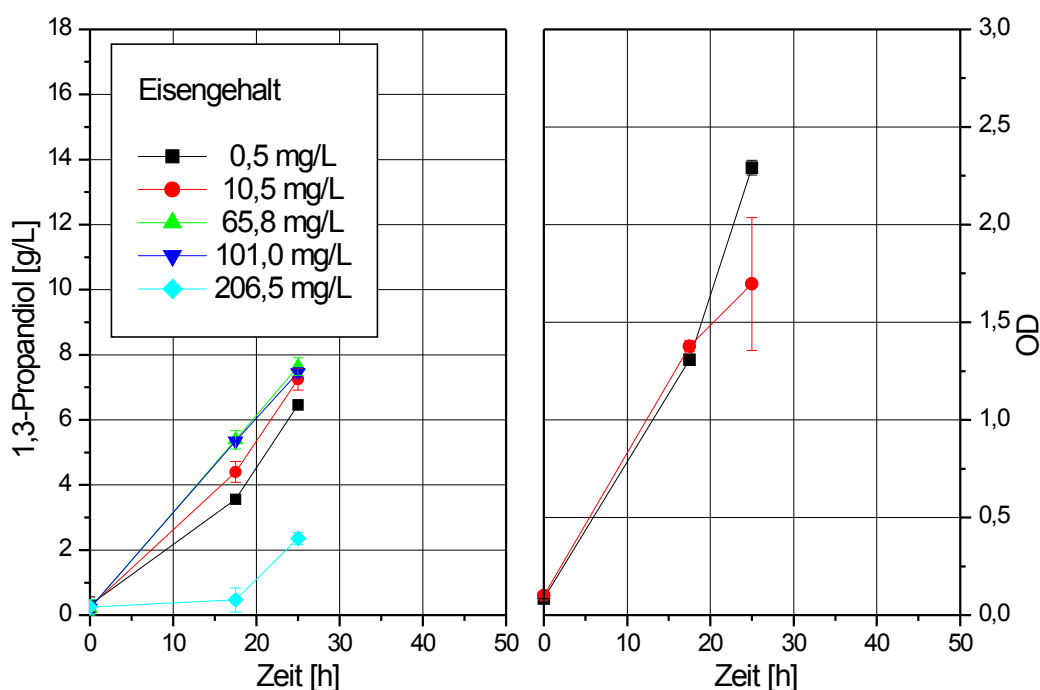 18
16
14
12
10
8
6
4
2
0
1,3-Propandiol [g/L]
Eisengehalt
0,5 mg/L
10,5 mg/L
65,8 mg/L
101,0 mg/L
206,5 mg/L
0 10 20 30 40 50
Zeit [h]
3,0
2,5
2,0
1,5
1,0
0,5
0,0
OD
0 10 20 30 40 50
Zeit [h]